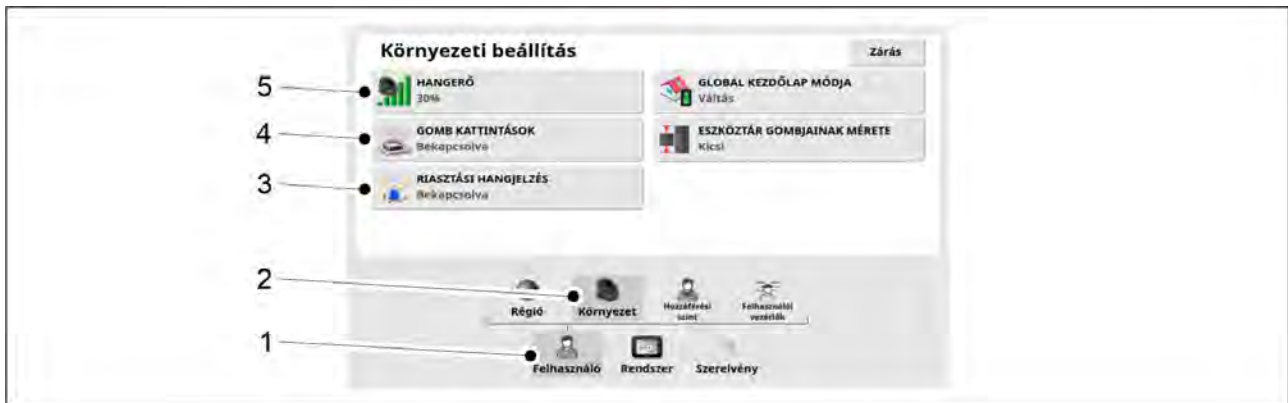 Környezeti beállítás
Zárás
5
HANGERŐ
30%
GLOBAL KEZDŐLAP MÓDJA
Váltás
4
GOMB KATTINTÁSOK
Bekapcsolva
ESZKÖZTÁR GOMBJAINAK MÉRETE
Kicsi
3
RIASZTÁSI HANGJELZÉS
Bekapcsolva
2
Régió
Környezet
Hozzáférési
szint
Felhasználói
vezérlők
1
Felhasználó
Rendszer
Szerelvény